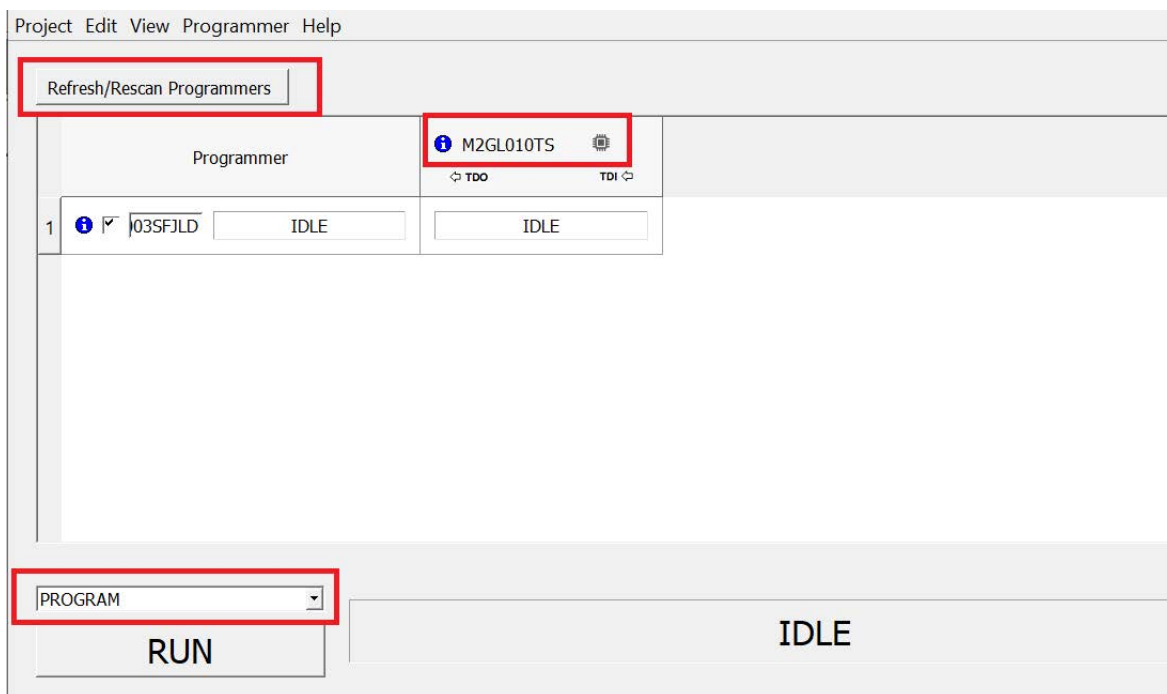 Project Edit View Programmer Help
Refresh/Rescan Programmers
Programmer
M2GL010TS
TDO TDI
1 03SFJLD IDLE IDLE
PROGRAM
RUN
IDLE